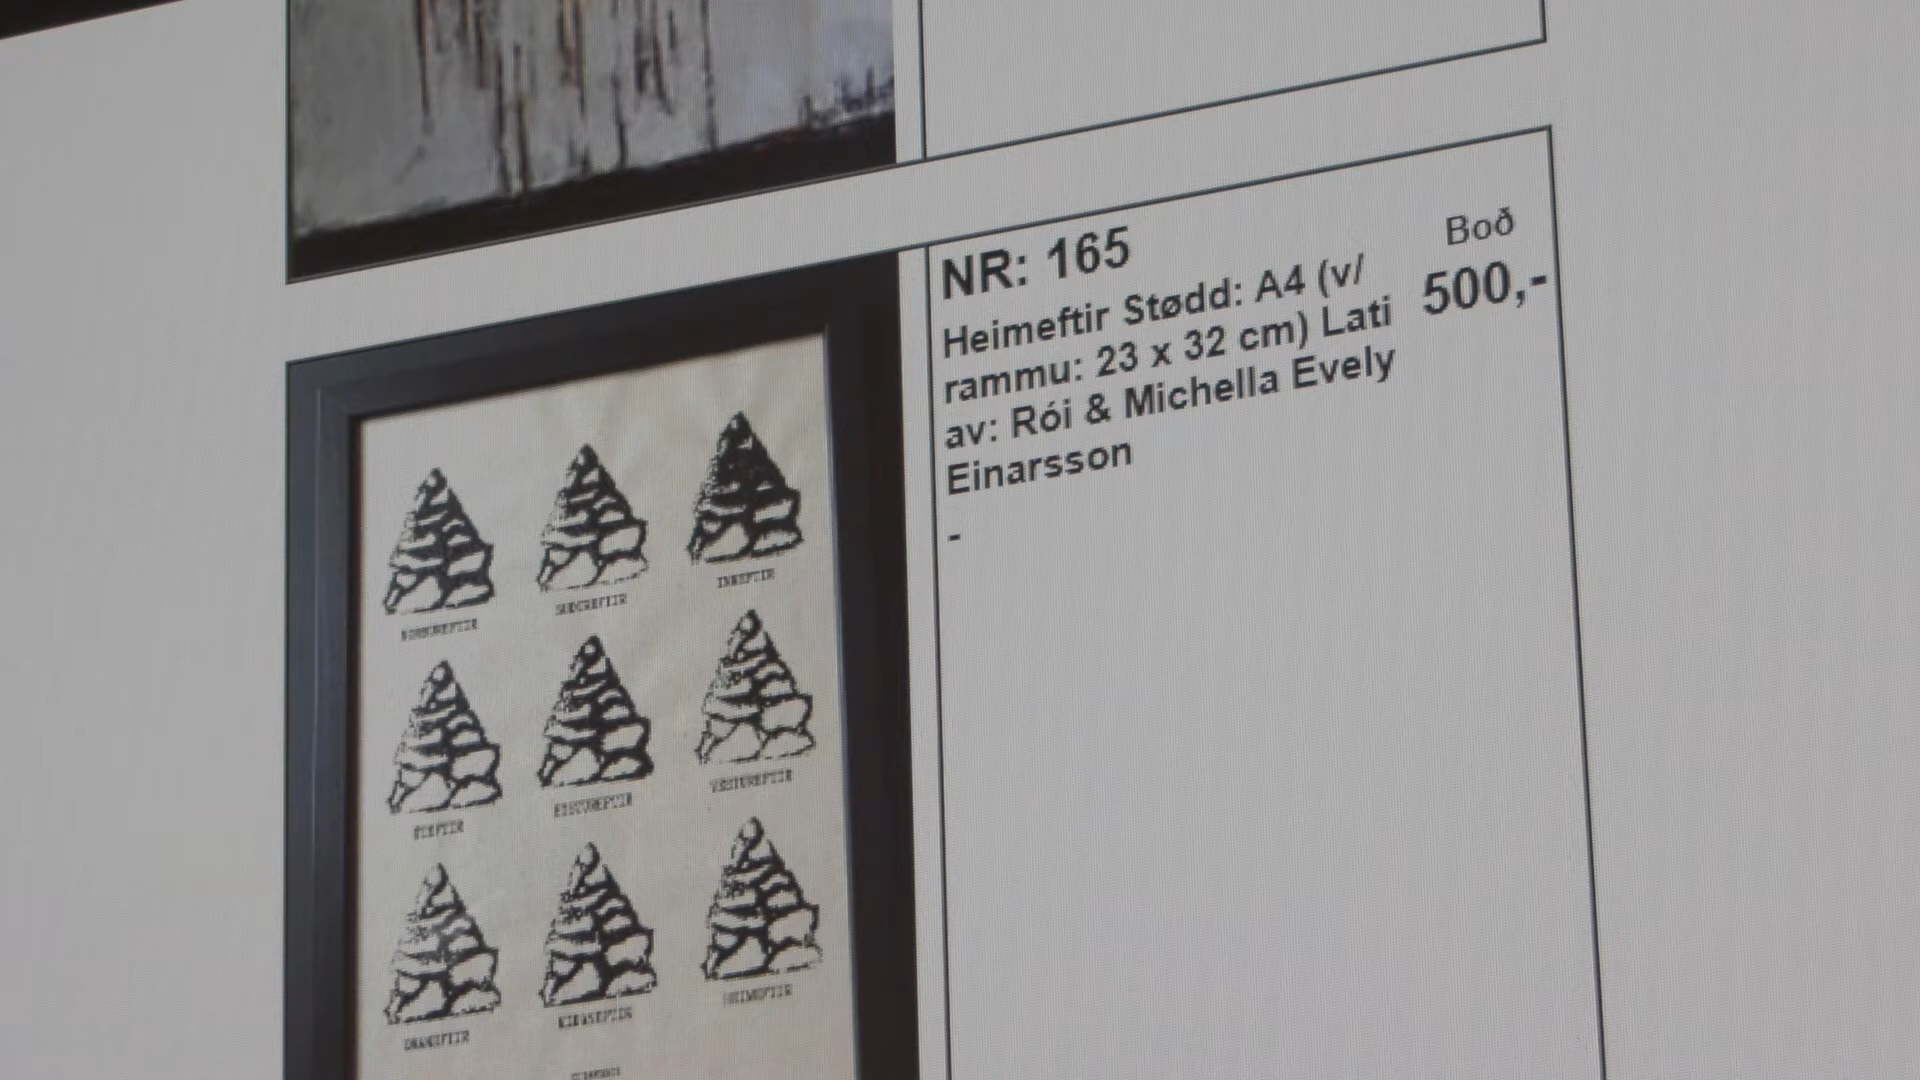 NR: 165
Boð
Heimeftir Stødd: A4 (v/
500,-
rammu: 23 x 32 cm) Lati
av: Rói & Michella Evely
Einarsson
-
INNEFTIR
EYSTUREFTIR
VESTUREFTIR
HEIMEFTIR